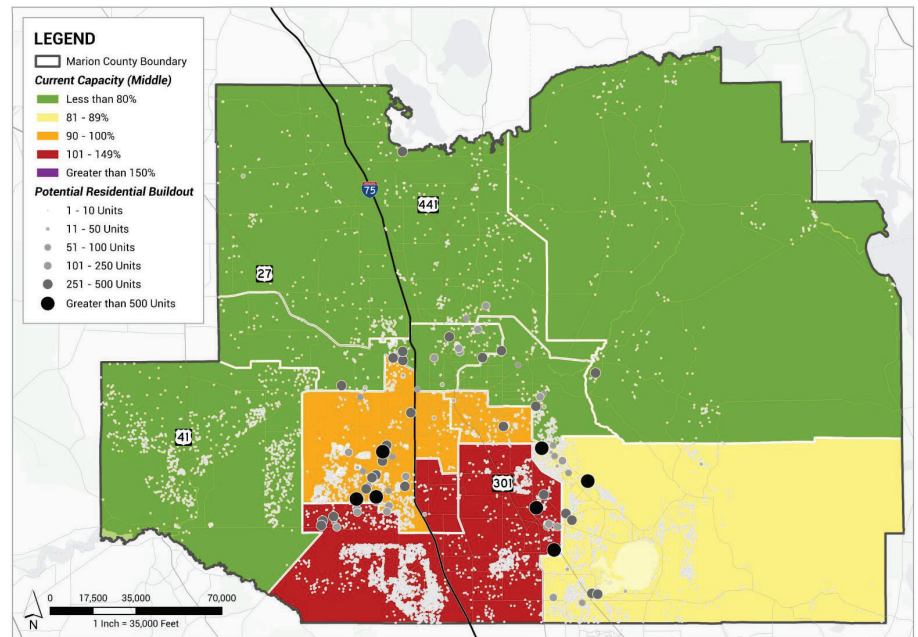 LEGEND
Marion County Boundary
Current Capacity (Middle)
Less than 80%
81 - 89%
90 - 100%
101 - 149%
Greater than 150%
Potential Residential Buildout
1 - 10 Units
11 - 50 Units
51 - 100 Units
101 - 250 Units
251 - 500 Units
Greater than 500 Units
75
441
27
41
301
0 17,500 35,000 70,000
N
1 Inch = 35,000 Feet